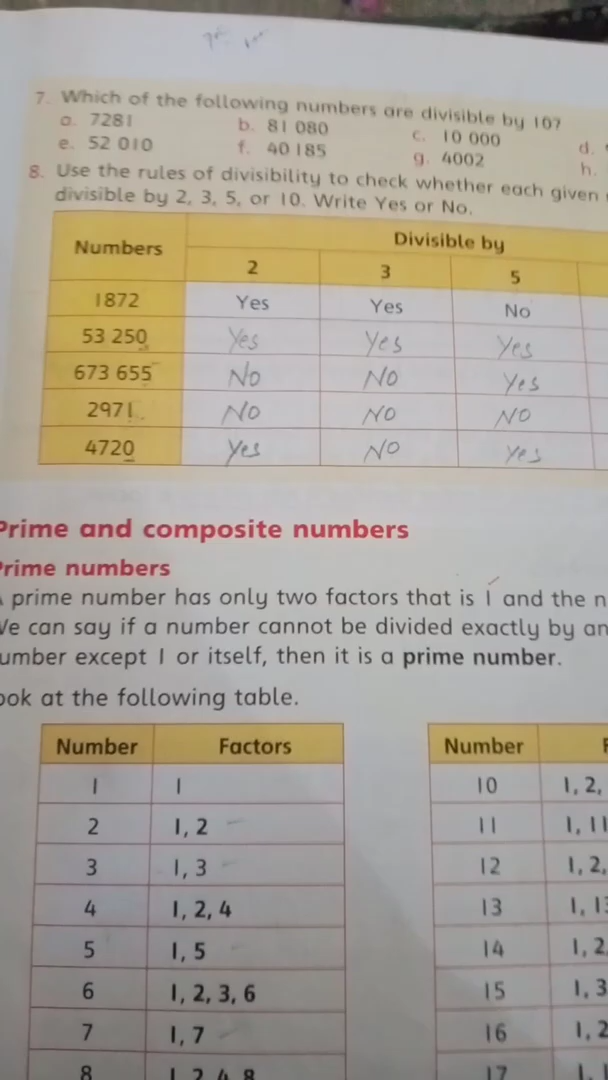 7. Which of the following numbers are divisible by 10?
a. 7281 b. 81 080 c. 10 000 d.
e. 52 010 f. 40 185 g. 4002 h.
8. Use the rules of divisibility to check whether each given
divisible by 2, 3, 5, or 10. Write Yes or No.
Numbers Divisible by
2 3 5
1872 Yes Yes No
53 250 Yes Yes Yes
673 655 No No Yes
2971 No No No
4720 Yes No Yes
Prime and composite numbers
Prime numbers
prime number has only two factors that is 1 and the n
We can say if a number cannot be divided exactly by an
umber except 1 or itself, then it is a prime number.
ook at the following table.
Number Factors Number F
1 1 10 1, 2,
2 1, 2 11 1, 11
3 1, 3 12 1, 2,
4 1, 2, 4 13 1, 13
5 1, 5 14 1, 2,
6 1, 2, 3, 6 15 1, 3
7 1, 7 16 1, 2
8 1 2 4 8 17